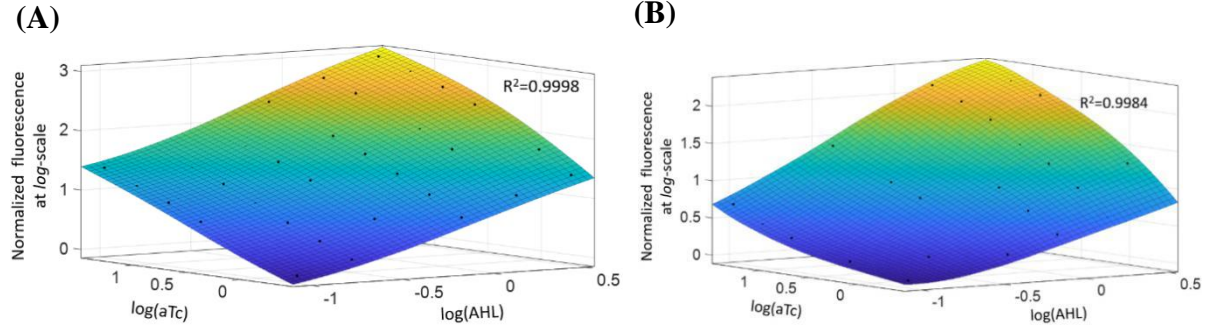 (A)
Normalized fluorescence
at log-scale
3
2
1
0
R²=0.9998
1
0.5
0
log(aTc)
-1
-0.5
0
0.5
log(AHL)
(B)
Normalized fluorescence
at log-scale
2
1.5
1
0.5
0
R²=0.9984
1
0.5
0
log(aTc)
-1
-0.5
0
0.5
log(AHL)